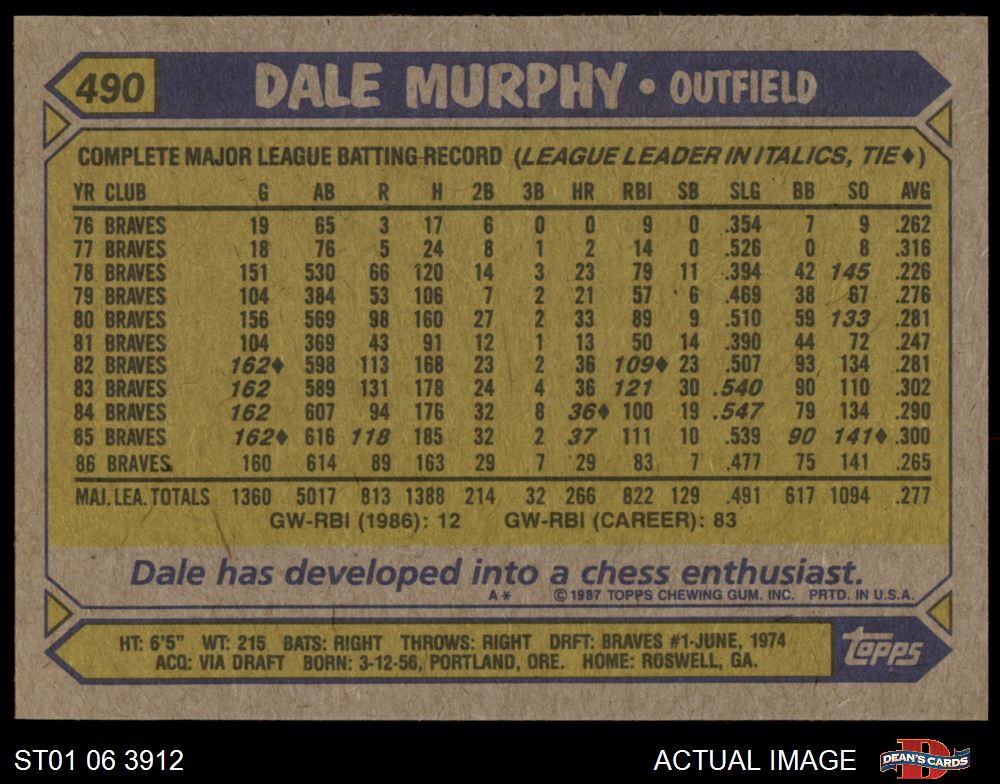 490 DALE MURPHY • OUTFIELD
COMPLETE MAJOR LEAGUE BATTING RECORD (LEAGUE LEADER IN ITALICS, TIE♦)
YR CLUB G AB R H 2B 3B HR RBI SB SLG BB SO AVG
76 BRAVES 19 65 3 17 6 0 0 9 0 .354 7 9 .262
77 BRAVES 18 76 5 24 8 1 2 14 0 .526 0 8 .316
78 BRAVES 151 530 66 120 14 3 23 79 11 .394 42 145 .226
79 BRAVES 104 384 53 106 7 2 21 57 6 .469 38 67 .276
80 BRAVES 156 569 98 160 27 2 33 89 9 .510 59 133 .281
81 BRAVES 104 369 43 91 12 1 13 50 14 .390 44 72 .247
82 BRAVES 162♦ 598 113 168 23 2 36 109♦ 23 .507 93 134 .281
83 BRAVES 162 589 131 178 24 4 36 121 30 .540 90 110 .302
84 BRAVES 162 607 94 176 32 8 36♦ 100 19 .547 79 134 .290
85 BRAVES 162♦ 616 118 185 32 2 37 111 10 .539 90 141♦ .300
86 BRAVES 160 614 89 163 29 7 29 83 7 .477 75 141 .265
MAJ. LEA. TOTALS 1360 5017 813 1388 214 32 266 822 129 .491 617 1094 .277
GW-RBI (1986): 12 GW-RBI (CAREER): 83
Dale has developed into a chess enthusiast.
A* ©1987 TOPPS CHEWING GUM, INC. PRTD. IN U.S.A.
HT: 6'5" WT: 215 BATS: RIGHT THROWS: RIGHT DRFT: BRAVES #1-JUNE, 1974
ACQ: VIA DRAFT BORN: 3-12-56, PORTLAND, ORE. HOME: ROSWELL, GA.
topps
ST01 06 3912 ACTUAL IMAGE DEAN'S CARDS